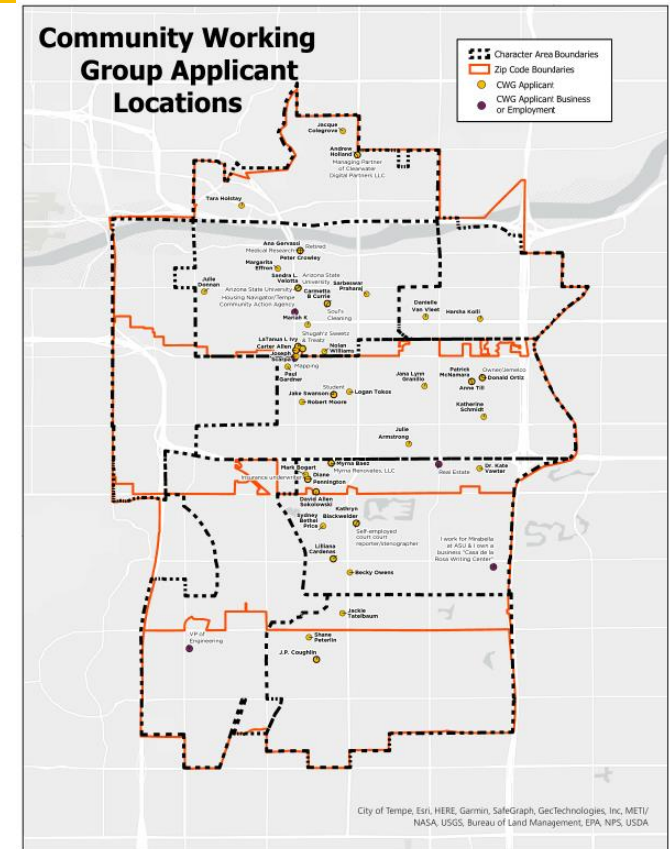 Community Working
Group Applicant
Locations
Character Area Boundaries
Zip Code Boundaries
CWG Applicant
CWG Applicant Business
or Employment
Jacque
Colegrove
Andrew
Holland
Managing Partner
of Clearwater
Digital Partners LLC
Tara Holstay
Ana Gervassi
Retired
Medical Research
Peter Crowley
Margarita
Effron
Sandra L.
Velotta
Arizona State
University
Julie
Donnan
Arizona State University
Carmetta
B Currie
Sarbeswar
Praharaj
Housing Navigator/Tempe
Community Action Agency
Soul's
Cleaning
Mariah K
Danielle
Van Vleet
Harsha Kolli
Shugah's Sweetz
& Treatz
LaTanua L Ivy
Carter Allen
Joseph
Nolan
Williams
Mapping
Paul
Gardner
Student
Jake Swanson
Logan Tokos
Robert Moore
Jana Lynn
Granillo
Patrick
McNamara
Owner/Jemelco
Donald Ortiz
Anne Till
Katherine
Schmidt
Julie
Armstrong
Mark Bogart
Myrna Baez
Myrna Renovates, LLC
Insurance underwriter
Diane
Pennington
Real Estate
Dr. Kate
Vawter
David Allen
Sokolowski
Kathryn
Blackwelder
Sydney
Bethel
Price
Self-employed
court court
reporter/stenographer
I work for Mirabella
at ASU & I own a
business "Casa de la
Rosa Writing Center"
Lilliana
Cardenas
Becky Owens
Jackie
Tatelbaum
VP of
Engineering
Shane
Peterlin
J.P. Coughlin
City of Tempe, Esri, HERE, Garmin, SafeGraph, GecTechnologies, Inc, METI/
NASA, USGS, Bureau of Land Management, EPA, NPS, USDA